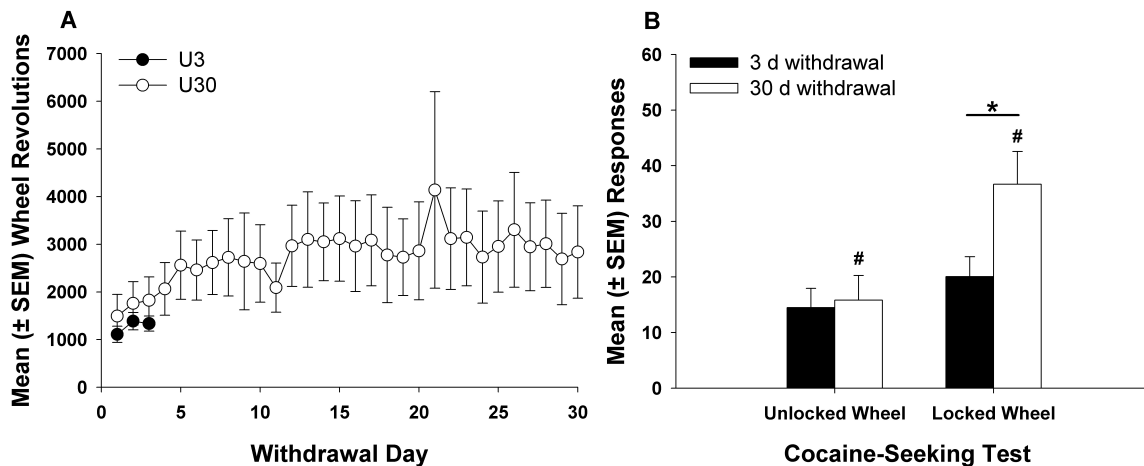 A
7000
6000
5000
4000
3000
2000
1000
0
Mean (± SEM) Wheel Revolutions
U3
U30
0 5 10 15 20 25 30
Withdrawal Day
B
60
50
40
30
20
10
0
Mean (± SEM) Responses
3 d withdrawal
30 d withdrawal
*
#
#
Unlocked Wheel Locked Wheel
Cocaine-Seeking Test